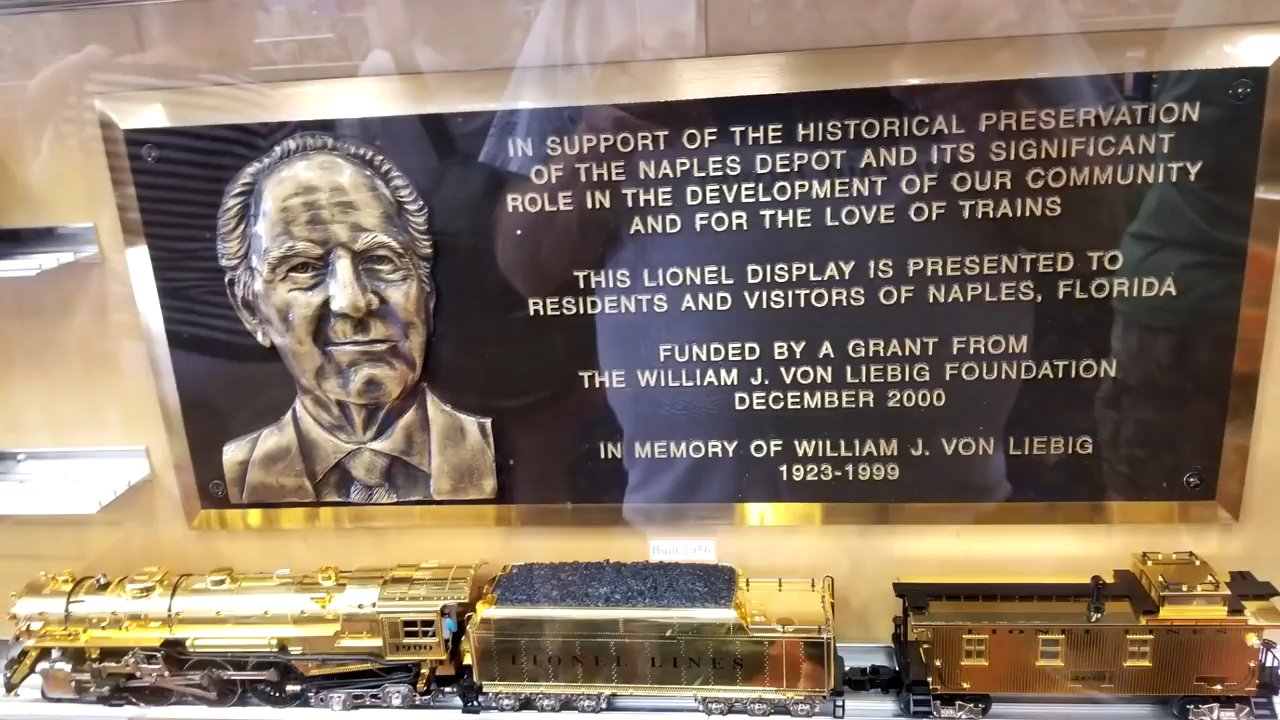 IN SUPPORT OF THE HISTORICAL PRESERVATION
OF THE NAPLES DEPOT AND ITS SIGNIFICANT
ROLE IN THE DEVELOPMENT OF OUR COMMUNITY
AND FOR THE LOVE OF TRAINS
THIS LIONEL DISPLAY IS PRESENTED TO
RESIDENTS AND VISITORS OF NAPLES, FLORIDA
FUNDED BY A GRANT FROM
THE WILLIAM J. VON LIEBIG FOUNDATION
DECEMBER 2000
IN MEMORY OF WILLIAM J. VON LIEBIG
1923-1999
Built 1956
1900
LIONEL LINES
LIONEL LINES